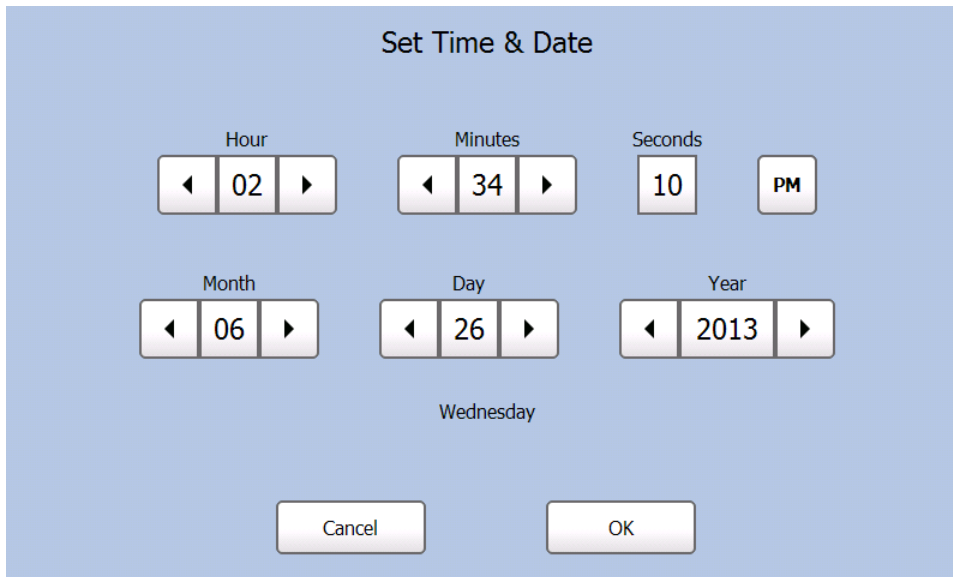 Set Time & Date
Hour Minutes Seconds
02 34 10 PM
Month Day Year
06 26 2013
Wednesday
Cancel OK